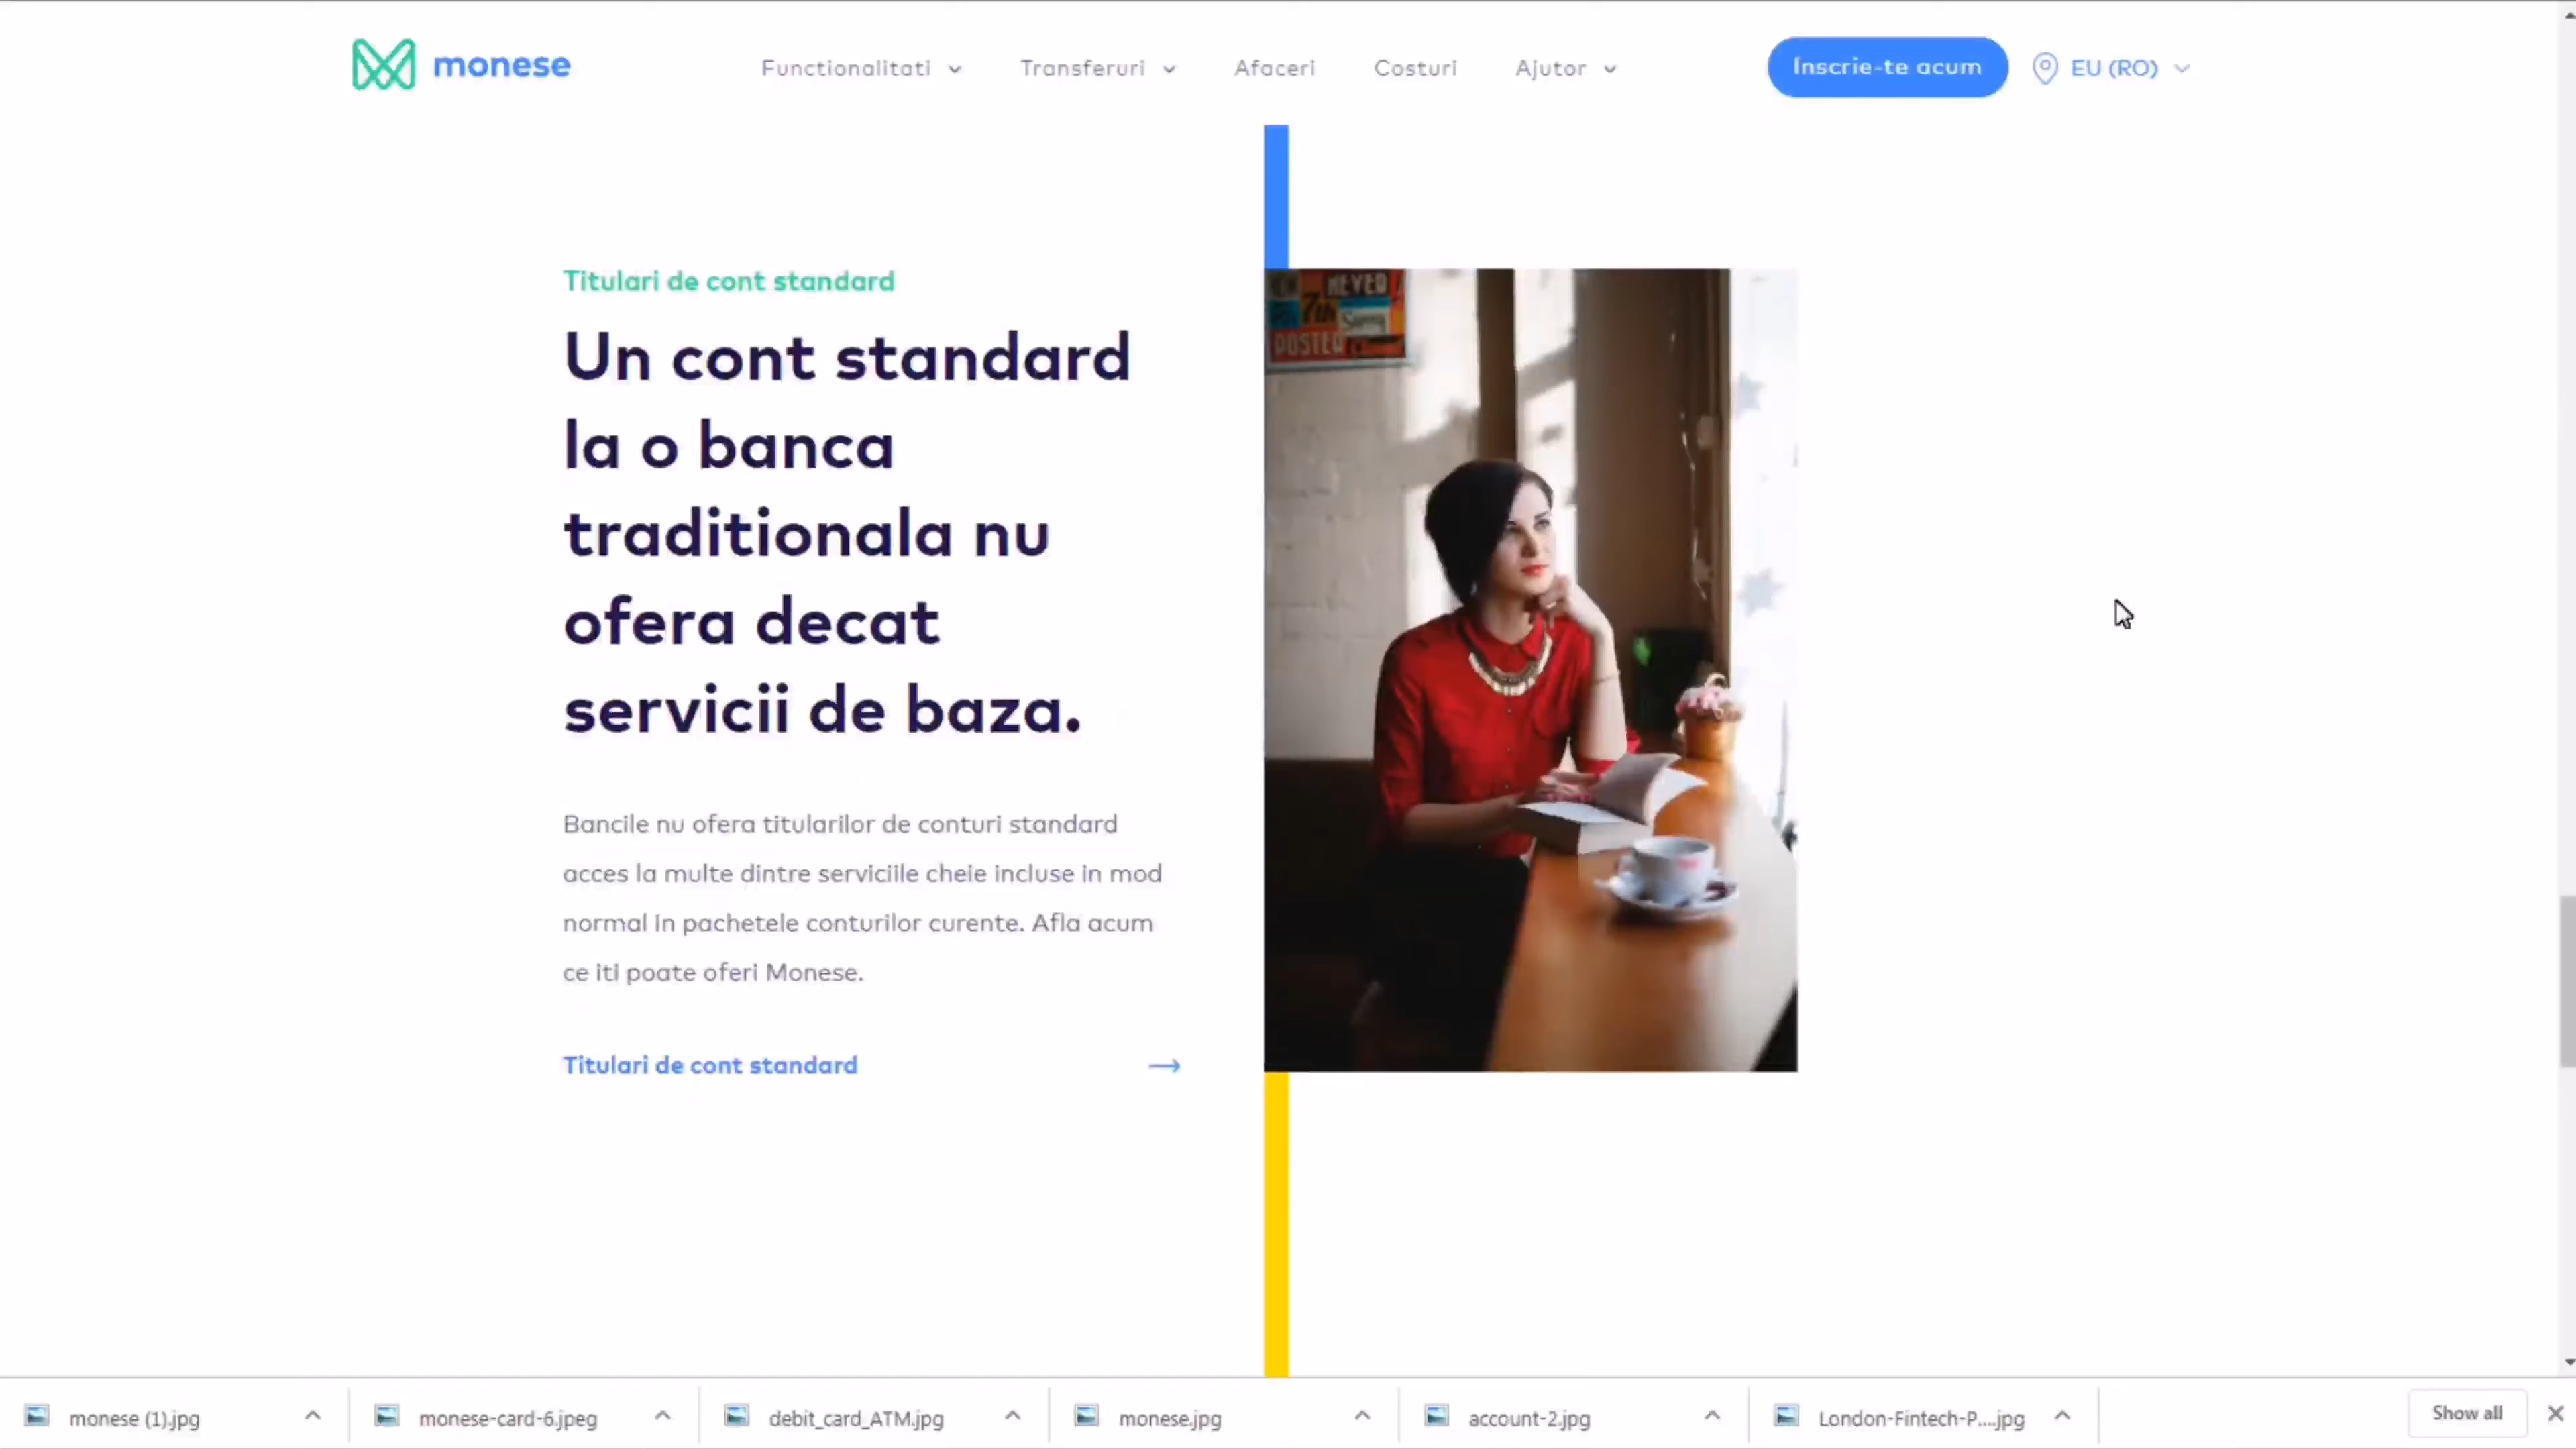 monese
Functionalitati
Transferuri
Afaceri
Costuri
Ajutor
Inscrie-te acum
EU (RO)
Titulari de cont standard
Un cont standard
la o banca
traditionala nu
ofera decat
servicii de baza.
Bancile nu ofera titularilor de conturi standard
acces la multe dintre serviciile cheie incluse in mod
normal in pachetele conturilor curente. Afla acum
ce iti poate oferi Monese.
Titulari de cont standard
NEVER
7th
POSTED
monese (1).jpg
monese-card-6.jpeg
debit_card_ATM.jpg
monese.jpg
account-2.jpg
London-Fintech-P....jpg
Show all